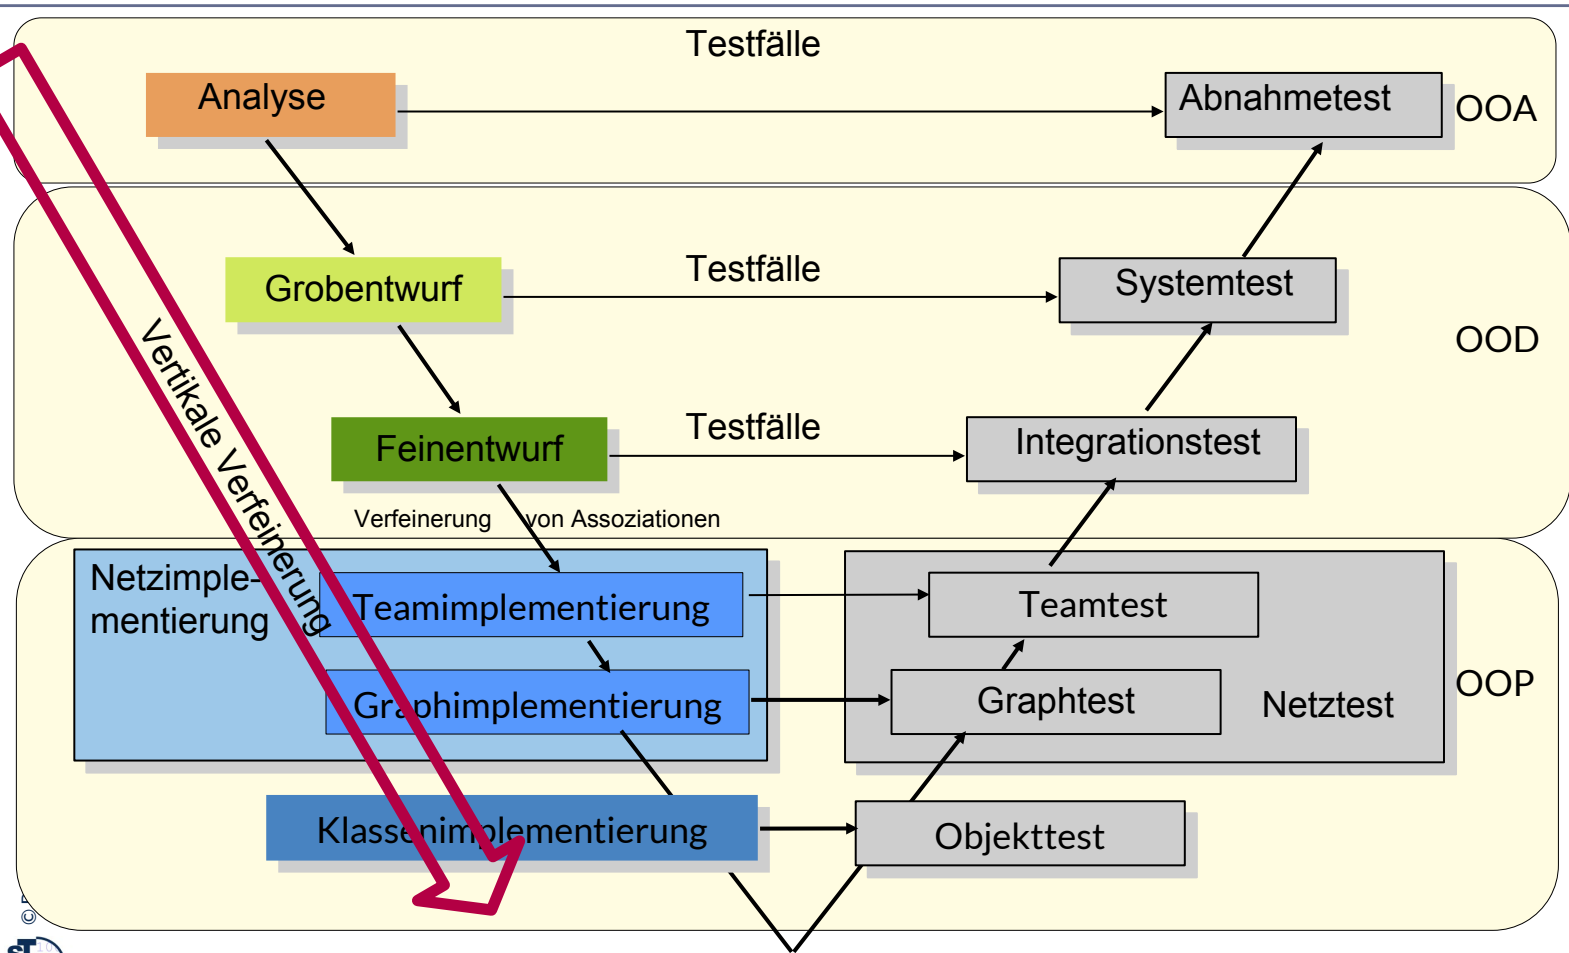 Testfälle
Analyse
Abnahmetest
OOA
Testfälle
Grobentwurf
Systemtest
OOD
Testfälle
Feinentwurf
Integrationstest
Verfeinerung von Assoziationen
Vertikale Verfeinerung
Netzimple-
mentierung
Teamimplementierung
Teamtest
Graphimplementierung
Graphtest
Netztest
OOP
Klassenimplementierung
Objekttest
©
sT